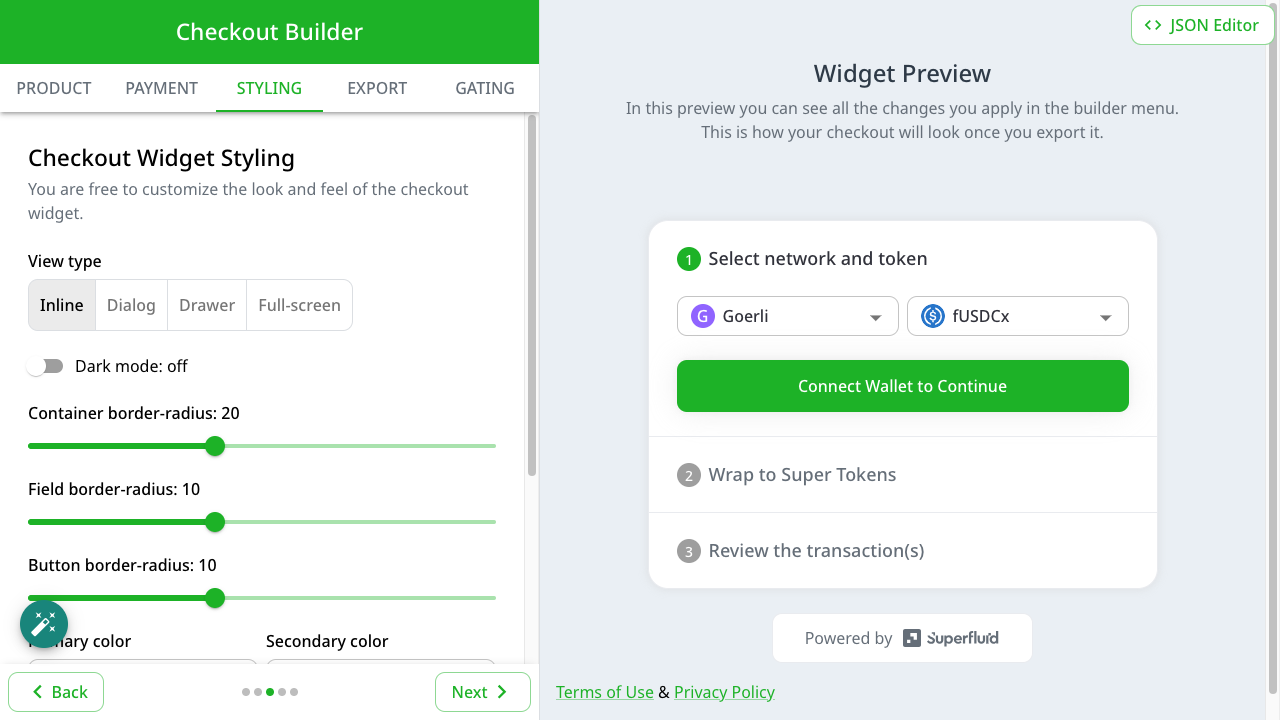 Checkout Builder
PRODUCT
PAYMENT
STYLING
EXPORT
GATING
Checkout Widget Styling
You are free to customize the look and feel of the checkout
widget.
View type
Inline
Dialog
Drawer
Full-screen
Dark mode: off
Container border-radius: 20
Field border-radius: 10
Button border-radius: 10
Secondary color
Back
Next
JSON Editor
Widget Preview
In this preview you can see all the changes you apply in the builder menu.
This is how your checkout will look once you export it.
1 Select network and token
G Goerli
fUSDCx
Connect Wallet to Continue
2 Wrap to Super Tokens
3 Review the transaction(s)
Powered by Superfluid
Terms of Use & Privacy Policy